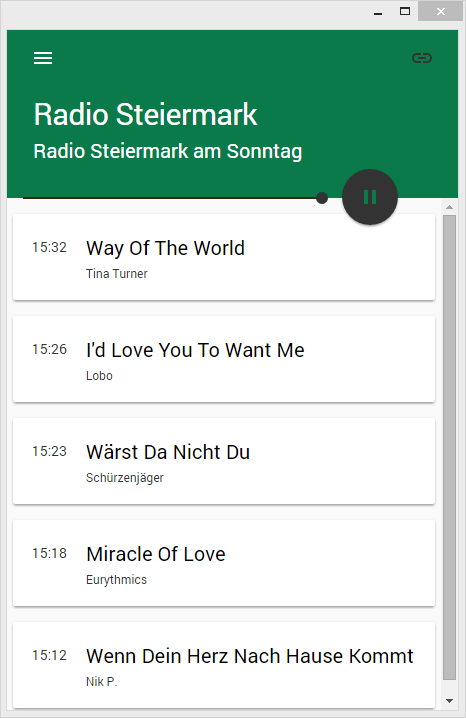 Radio Steiermark
Radio Steiermark am Sonntag
15:32 Way Of The World
Tina Turner
15:26 I'd Love You To Want Me
Lobo
15:23 Wärst Da Nicht Du
Schürzenjäger
15:18 Miracle Of Love
Eurythmics
15:12 Wenn Dein Herz Nach Hause Kommt
Nik P.